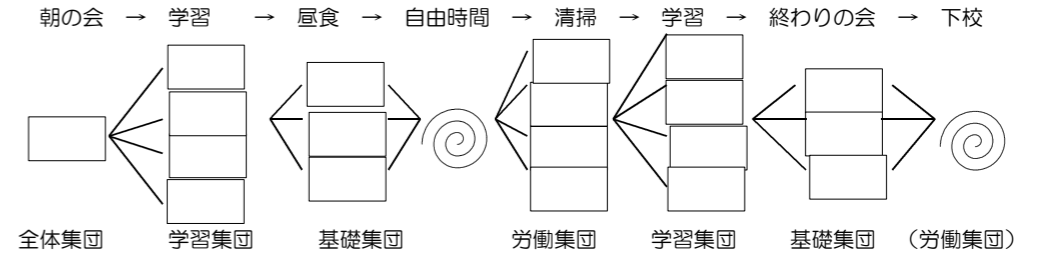 朝の会 → 学習 → 昼食 → 自由時間 → 清掃 → 学習 → 終わりの会 → 下校
全体集団 学習集団 基礎集団 労働集団 学習集団 基礎集団 （労働集団）